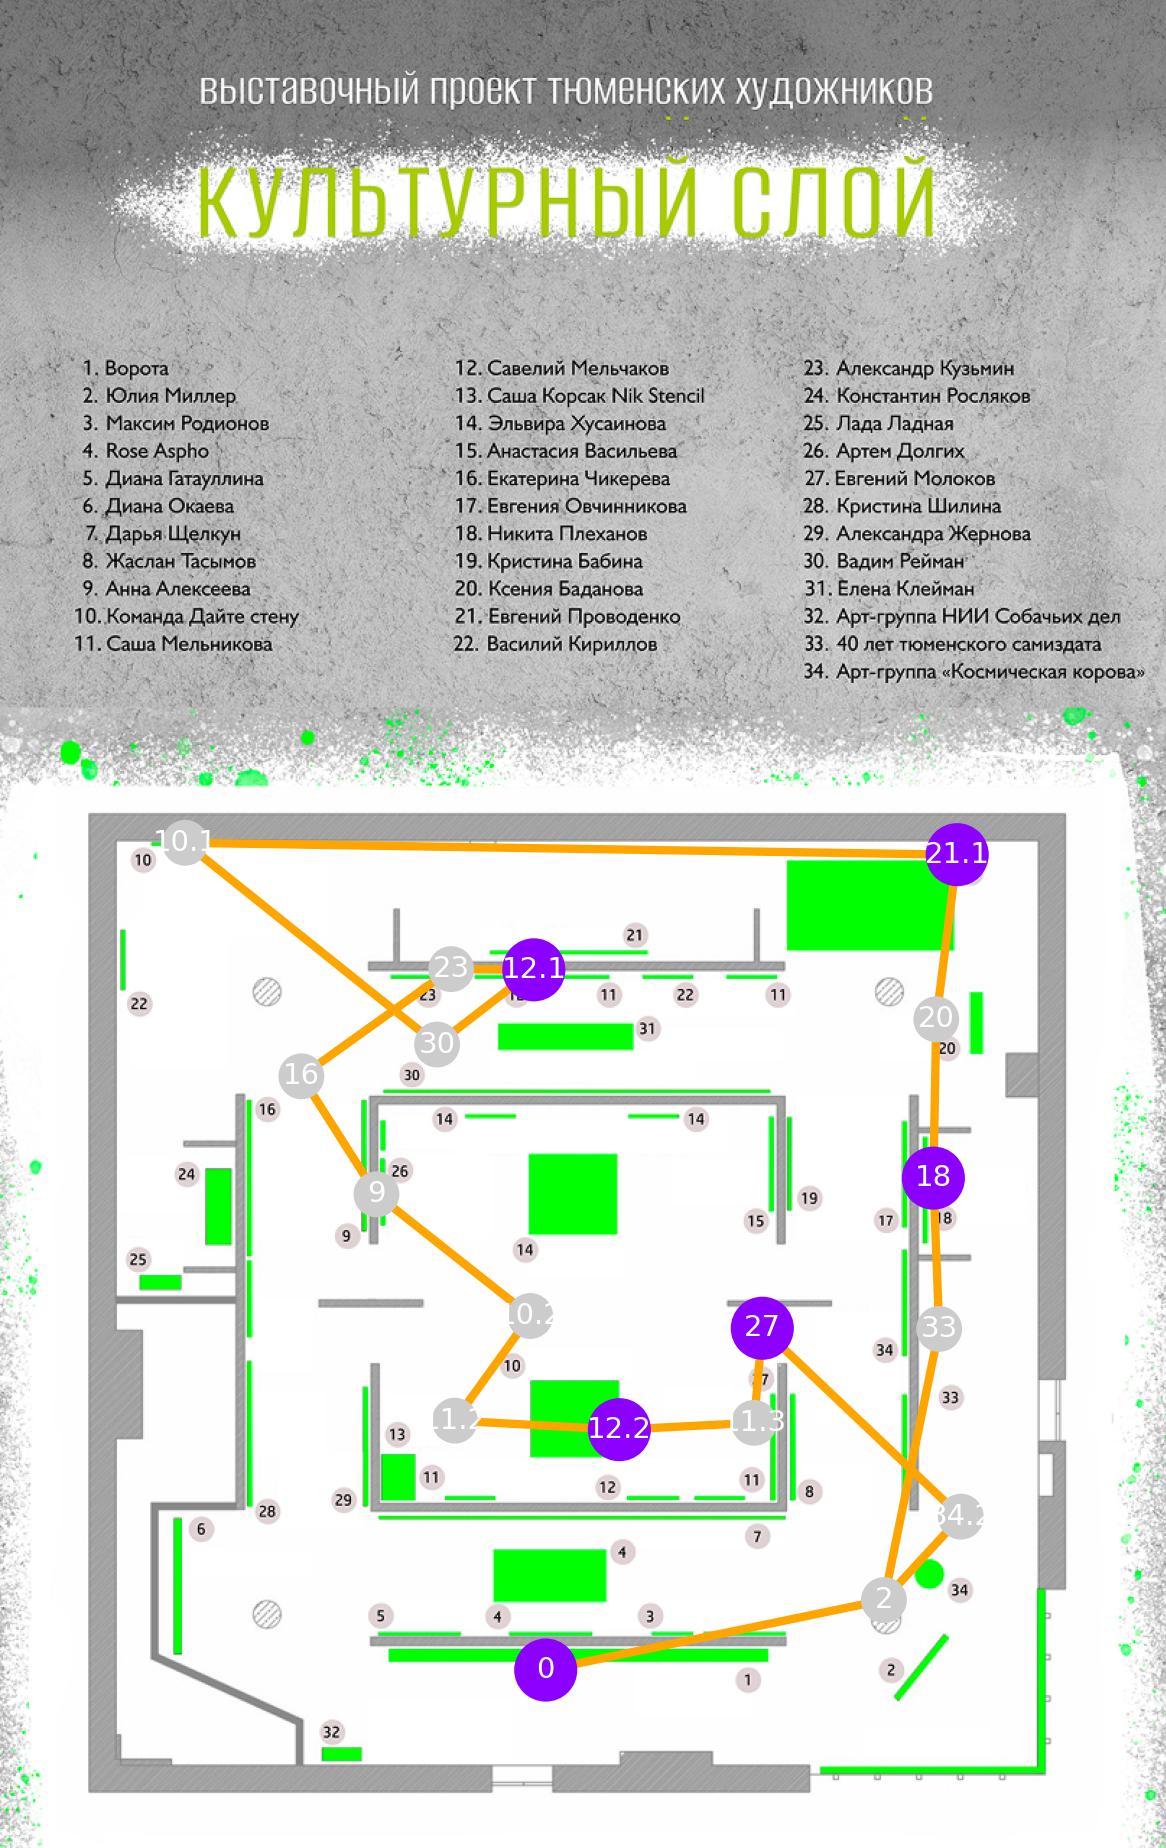 выставочный проект тюменских художников
КУЛЬТУРНЫЙ СЛОЙ
1. Ворота
2. Юлия Миллер
3. Максим Родионов
4. Rose Aspho
5. Диана Гатауллина
6. Диана Окаева
7. Дарья Щелкун
8. Жаслан Тасымов
9. Анна Алексеева
10. Команда Дайте стену
11. Саша Мельникова
12. Савелий Мельчаков
13. Саша Корсак Nik Stencil
14. Эльвира Хусаинова
15. Анастасия Васильева
16. Екатерина Чикерева
17. Евгения Овчинникова
18. Никита Плеханов
19. Кристина Бабина
20. Ксения Баданова
21. Евгений Проводенко
22. Василий Кириллов
23. Александр Кузьмин
24. Константин Росляков
25. Лада Ладная
26. Артем Долгих
27. Евгений Молоков
28. Кристина Шилина
29. Александра Жернова
30. Вадим Рейман
31. Елена Клейман
32. Арт-группа НИИ Собачьих дел
33. 40 лет тюменского самиздата
34. Арт-группа «Космическая корова»
10.1
21.1
10
21
23
12.1
23
11
22
11
22
20
30
31
20
16
30
16
14
14
24
26
18
9
19
9
15
17
18
25
14
10.2
27
33
34
10
27
33
12.2
13
11
12
11
8
29
28
34.2
6
7
4
34
2
5
4
3
0
2
1
32